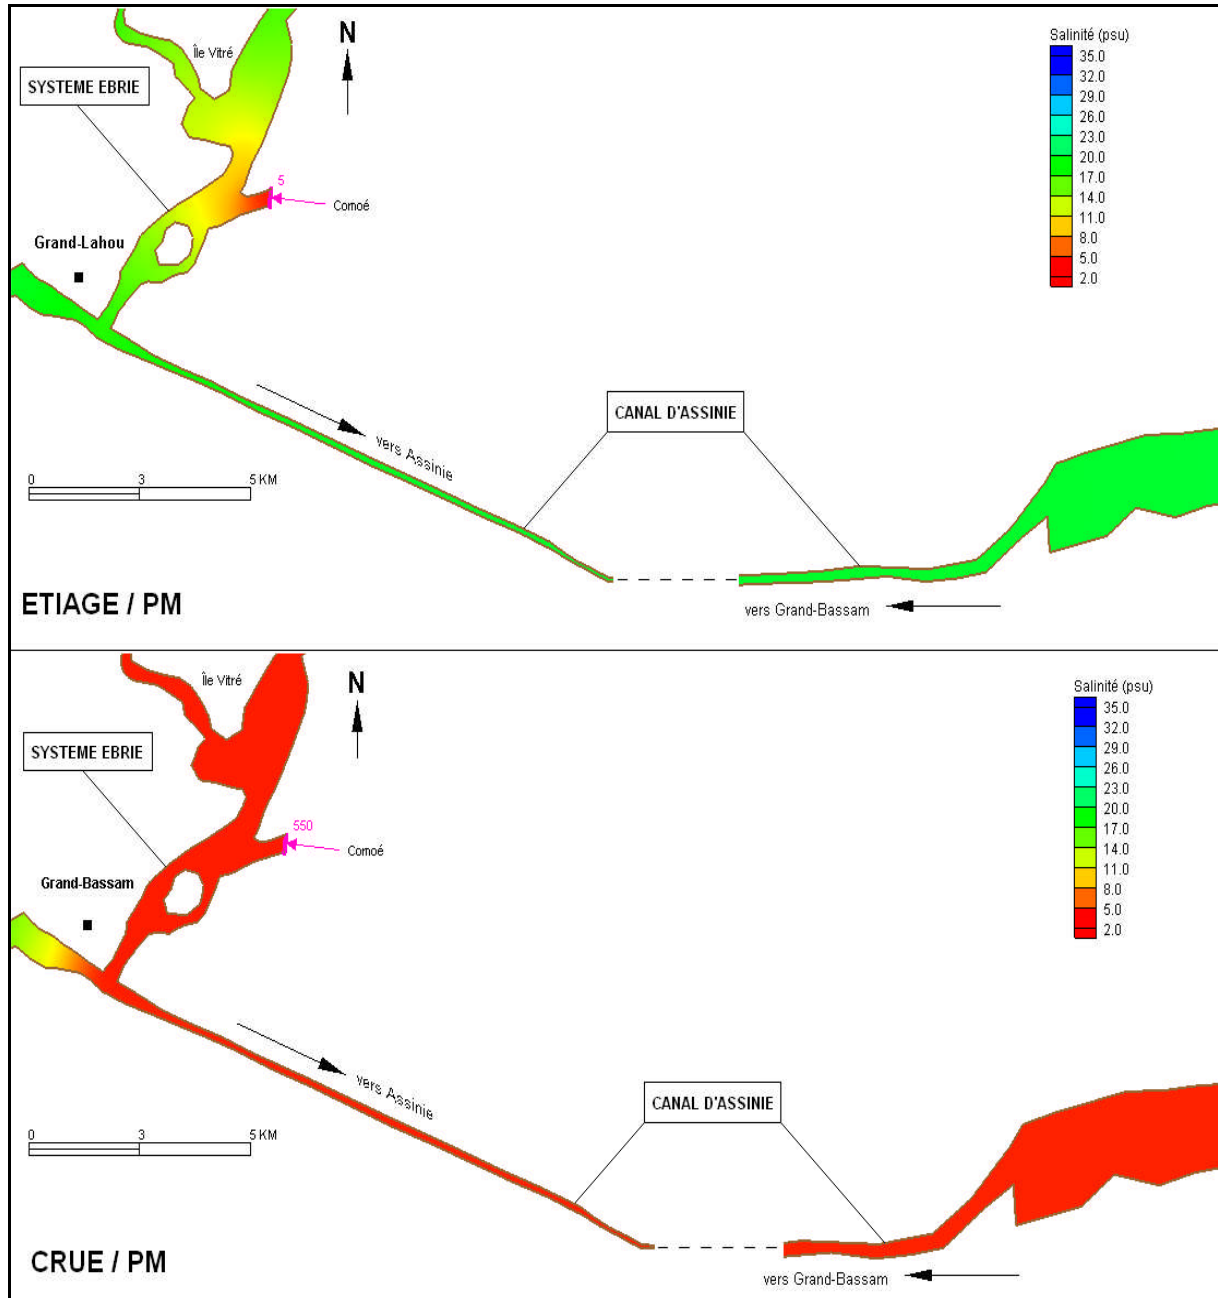 Île Vitré
N
Salinité (psu)
35.0
32.0
29.0
26.0
23.0
20.0
17.0
14.0
11.0
8.0
5.0
2.0
SYSTEME EBRIE
5
Comoé
Grand-Lahou
CANAL D'ASSINIE
vers Assinie
0 3 5 KM
ETIAGE / PM
vers Grand-Bassam
Île Vitré
N
Salinité (psu)
35.0
32.0
29.0
26.0
23.0
20.0
17.0
14.0
11.0
8.0
5.0
2.0
SYSTEME EBRIE
550
Comoé
Grand-Bassam
vers Assinie
CANAL D'ASSINIE
0 3 5 KM
CRUE / PM
vers Grand-Bassam